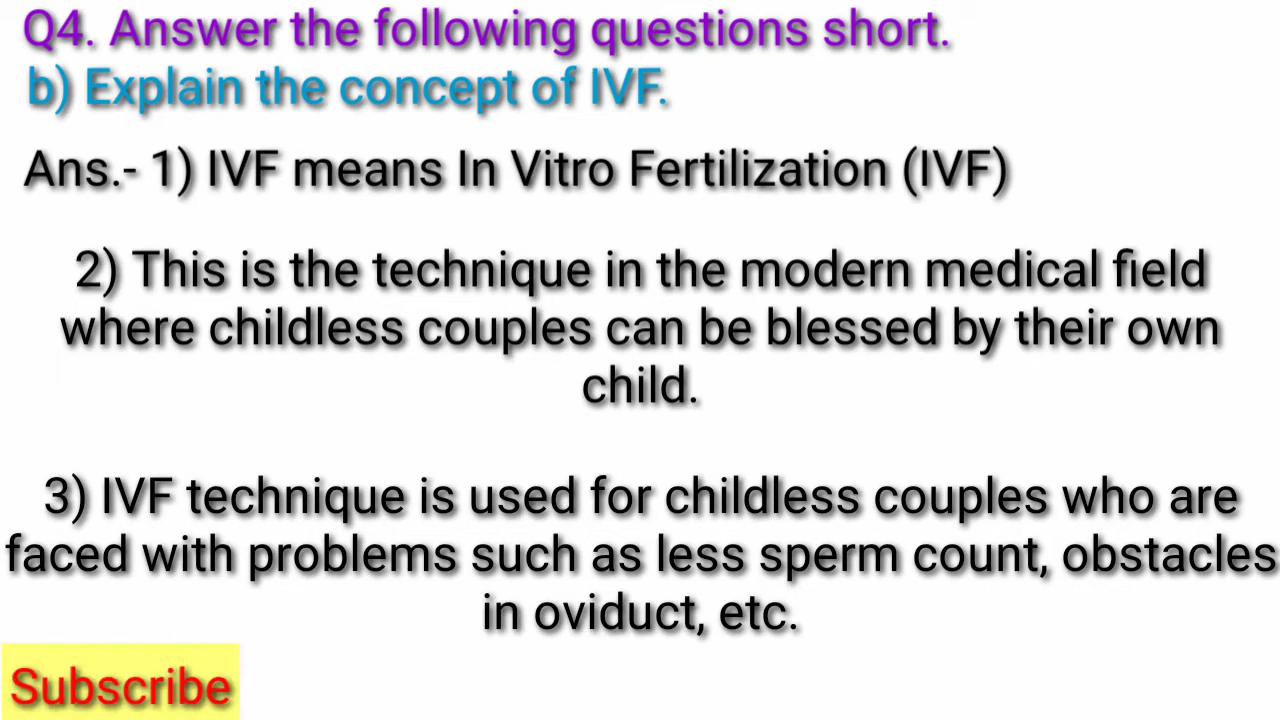 Q4. Answer the following questions short.
b) Explain the concept of IVF.
Ans.- 1) IVF means In Vitro Fertilization (IVF)
2) This is the technique in the modern medical field
where childless couples can be blessed by their own
child.
3) IVF technique is used for childless couples who are
faced with problems such as less sperm count, obstacles
in oviduct, etc.
Subscribe